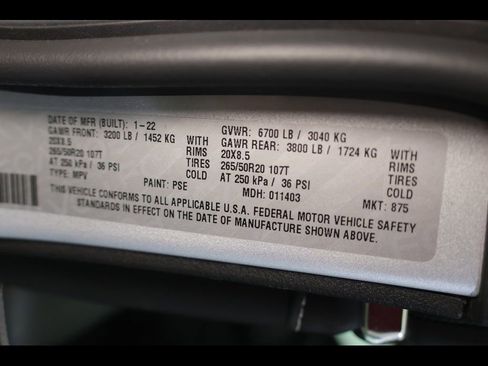 DATE OF MFR (BUILT): 1-22 GVWR: 6700 LB / 3040 KG
GAWR FRONT: 3200 LB / 1452 KG WITH GAWR REAR: 3800 LB / 1724 KG WITH
20X8.5 RIMS 20X8.5 RIMS
265/50R20 107T TIRES 265/50R20 107T TIRES
AT 250 kPa / 36 PSI COLD AT 250 kPa / 36 PSI COLD
TYPE: MPV PAINT: PSE MDH: 011403 MKT: 875
THIS VEHICLE CONFORMS TO ALL APPLICABLE U.S.A. FEDERAL MOTOR VEHICLE SAFETY
STANDARDS IN EFFECT ON THE DATE OF MANUFACTURE SHOWN ABOVE.